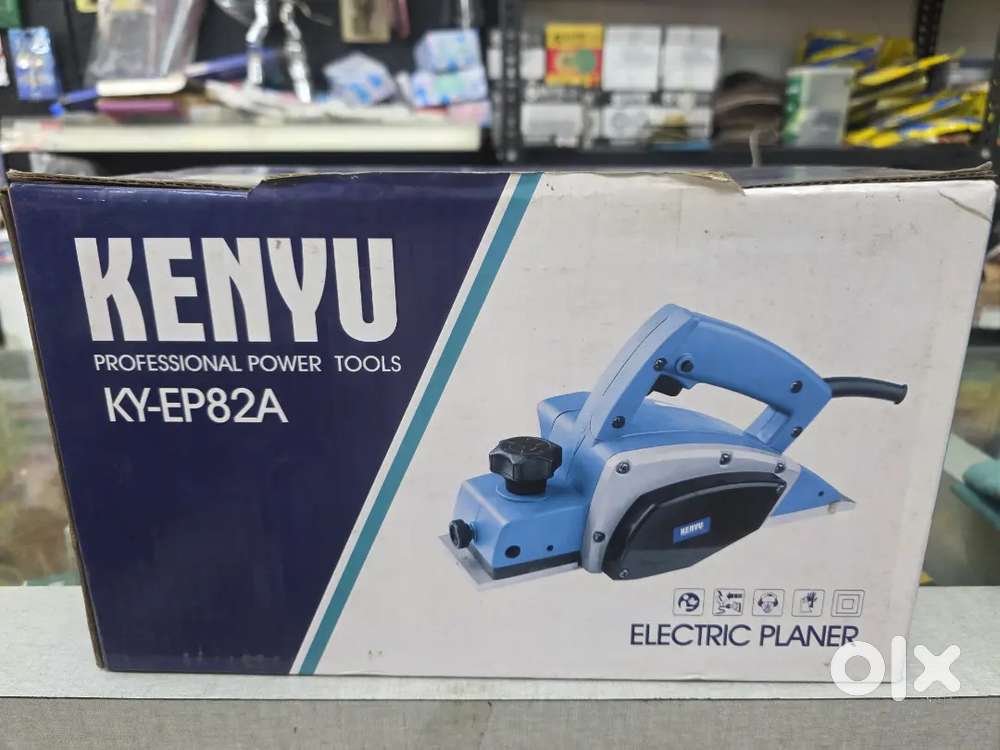 KENYU
PROFESSIONAL POWER TOOLS
KY-EP82A
KENYU
ELECTRIC PLANER
olx